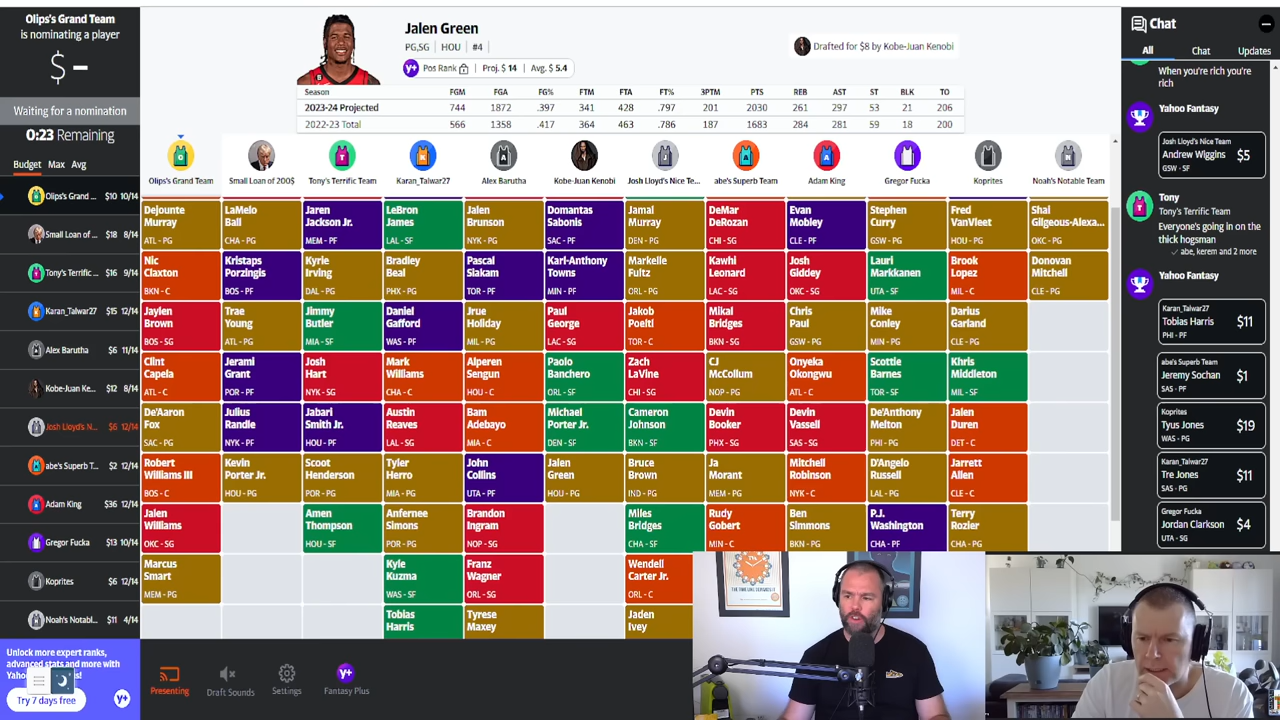 Olips's Grand Team
is nominating a player
$ -
Waiting for a nomination
0:23 Remaining
Budget Max Avg
Olips's Grand ... $10 10/14
Small Loan of ... $18 8/14
Tony's Terrific ... $16 9/14
Karan_Talwar27 $15 12/14
Alex Barutha 11/14
Kobe-Juan Ke... $12 8/14
Josh Lloyd's N... $6 12/14
abe's Superb T... $2 12/14
Adam King $36 12/14
Gregor Fucka $13 10/14
Koprites $6 12/14
Noah's Notabl... $11 4/14
Unlock more expert ranks,
advanced stats and more with
Try 7 days free
Jalen Green
PG,SG HOU #4
Pos Rank Proj. $ 14 Avg. $ 5.4
Drafted for $8 by Kobe-Juan Kenobi
Season FGM FGA FG% FTM FTA FT% 3PTM PTS REB AST ST BLK TO
2023-24 Projected 744 1872 .397 341 428 .797 201 2030 261 297 53 21 206
2022-23 Total 566 1358 .417 364 463 .786 187 1683 284 281 59 18 200
Olips's Grand Team Small Loan of 200$ Tony's Terrific Team Karan_Talwar27 Alex Barutha Kobe-Juan Kenobi Josh Lloyd's Nice Te... abe's Superb Team Adam King Gregor Fucka Koprites Noah's Notable Team
Dejounte LaMelo Jaren LeBron Jalen Domantas Jamal DeMar Evan Stephen Fred Shai
Murray Ball Jackson Jr. James Brunson Sabonis Murray DeRozan Mobley Curry VanVleet Gilgeous-Alexa...
ATL - PG CHA - PG MEM - PF LAL - SF NYK - PG SAC - PF DEN - PG CHI - SG CLE - PF GSW - PG HOU - PG OKC - PG
Nic Kristaps Kyrie Bradley Pascal Karl-Anthony Markelle Kawhi Josh Lauri Brook Donovan
Claxton Porzingis Irving Beal Siakam Towns Fultz Leonard Giddey Markkanen Lopez Mitchell
BKN - C BOS - PF DAL - PG PHX - PG TOR - PF MIN - PF ORL - PG LAC - SG OKC - SG UTA - SF MIL - C CLE - PG
Jaylen Trae Jimmy Daniel Jrue Paul Jakob Mikal Chris Mike Darius
Brown Young Butler Gafford Holiday George Poeltl Bridges Paul Conley Garland
BOS - SG ATL - PG MIA - SF WAS - PF MIL - PG LAC - SG TOR - C BKN - SG GSW - PG MIN - PG CLE - PG
Clint Jerami Josh Mark Alperen Paolo Zach CJ Onyeka Scottie Khris
Capela Grant Hart Williams Sengun Banchero LaVine McCollum Okongwu Barnes Middleton
ATL - C POR - PF NYK - SG CHA - C HOU - C ORL - SF CHI - SG NOP - PG ATL - C TOR - SF MIL - SF
De'Aaron Julius Jabari Austin Bam Michael Cameron Devin Devin De'Anthony Jalen
Fox Randle Smith Jr. Reaves Adebayo Porter Jr. Johnson Booker Vassell Melton Duren
SAC - PG NYK - PF HOU - PF LAL - SG MIA - C DEN - SF BKN - SF PHX - SG SAS - SG PHI - PG DET - C
Robert Kevin Scoot Tyler John Jalen Bruce Ja Mitchell D'Angelo Jarrett
Williams III Porter Jr. Henderson Herro Collins Green Brown Morant Robinson Russell Allen
BOS - C HOU - PG POR - PG MIA - PG UTA - PF HOU - PG IND - PG MEM - PG NYK - C LAL - PG CLE - C
Jalen Amen Anfernee Brandon Miles Rudy Ben P.J. Terry
Williams Thompson Simons Ingram Bridges Gobert Simmons Washington Rozier
OKC - SG HOU - SF POR - PG NOP - SG CHA - SF MIN - C BKN - PG CHA - PF CHA - PG
Marcus Kyle Franz Wendell
Smart Kuzma Wagner Carter Jr.
MEM - PG WAS - SF ORL - SG ORL - C
Tobias Tyrese Jaden
Harris Maxey Ivey
Presenting Draft Sounds Settings Fantasy Plus
Chat
All Chat Updates
When you're rich you're
rich
Yahoo Fantasy
Josh Lloyd's Nice Team
Andrew Wiggins $5
GSW - SF
Tony
Tony's Terrific Team
Everyone's going in on the
thick hogsman
abe, kerem and 2 more
Yahoo Fantasy
Karan_Talwar27
Tobias Harris $11
PHI - PF
abe's Superb Team
Jeremy Sochan $1
SAS - PF
Koprites
Tyus Jones $19
WAS - PG
Karan_Talwar27
Tre Jones $11
SAS - PG
Gregor Fucka
Jordan Clarkson $4
UTA - SG